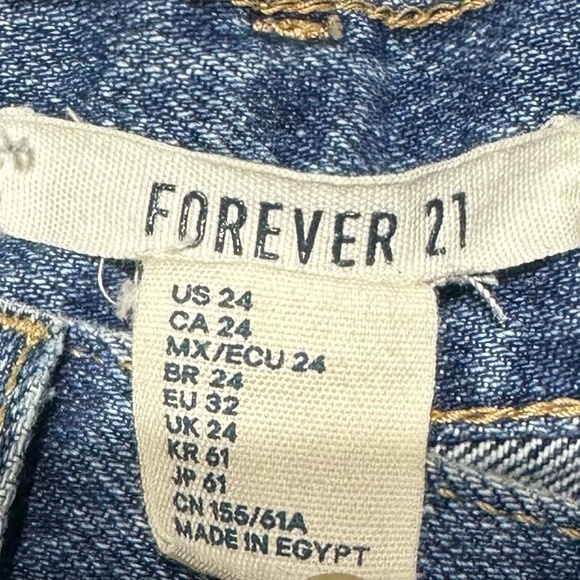 FOREVER 21
US 24
CA 24
MX/ECU 24
BR 24
EU 32
UK 24
KR 61
JP 61
CN 155/61A
MADE IN EGYPT